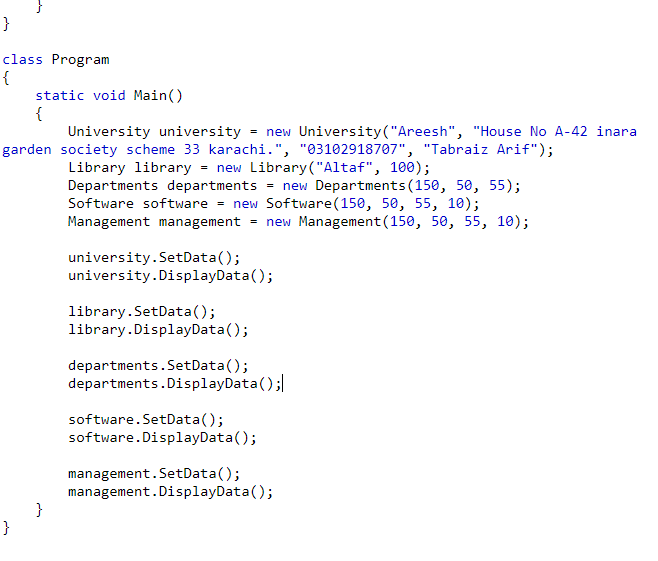 }
}

class Program
{
    static void Main()
    {
        University university = new University("Areesh", "House No A-42 inara
garden society scheme 33 karachi.", "03102918707", "Tabraiz Arif");
        Library library = new Library("Altaf", 100);
        Departments departments = new Departments(150, 50, 55);
        Software software = new Software(150, 50, 55, 10);
        Management management = new Management(150, 50, 55, 10);

        university.SetData();
        university.DisplayData();

        library.SetData();
        library.DisplayData();

        departments.SetData();
        departments.DisplayData();

        software.SetData();
        software.DisplayData();

        management.SetData();
        management.DisplayData();
    }
}